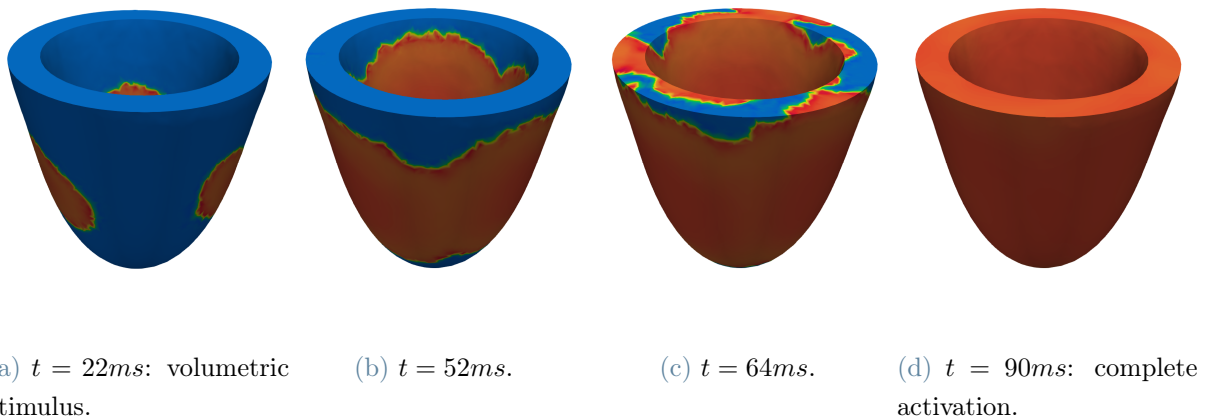 a) t = 22ms: volumetric
timulus.
(b) t = 52ms.
(c) t = 64ms.
(d) t = 90ms: complete
activation.